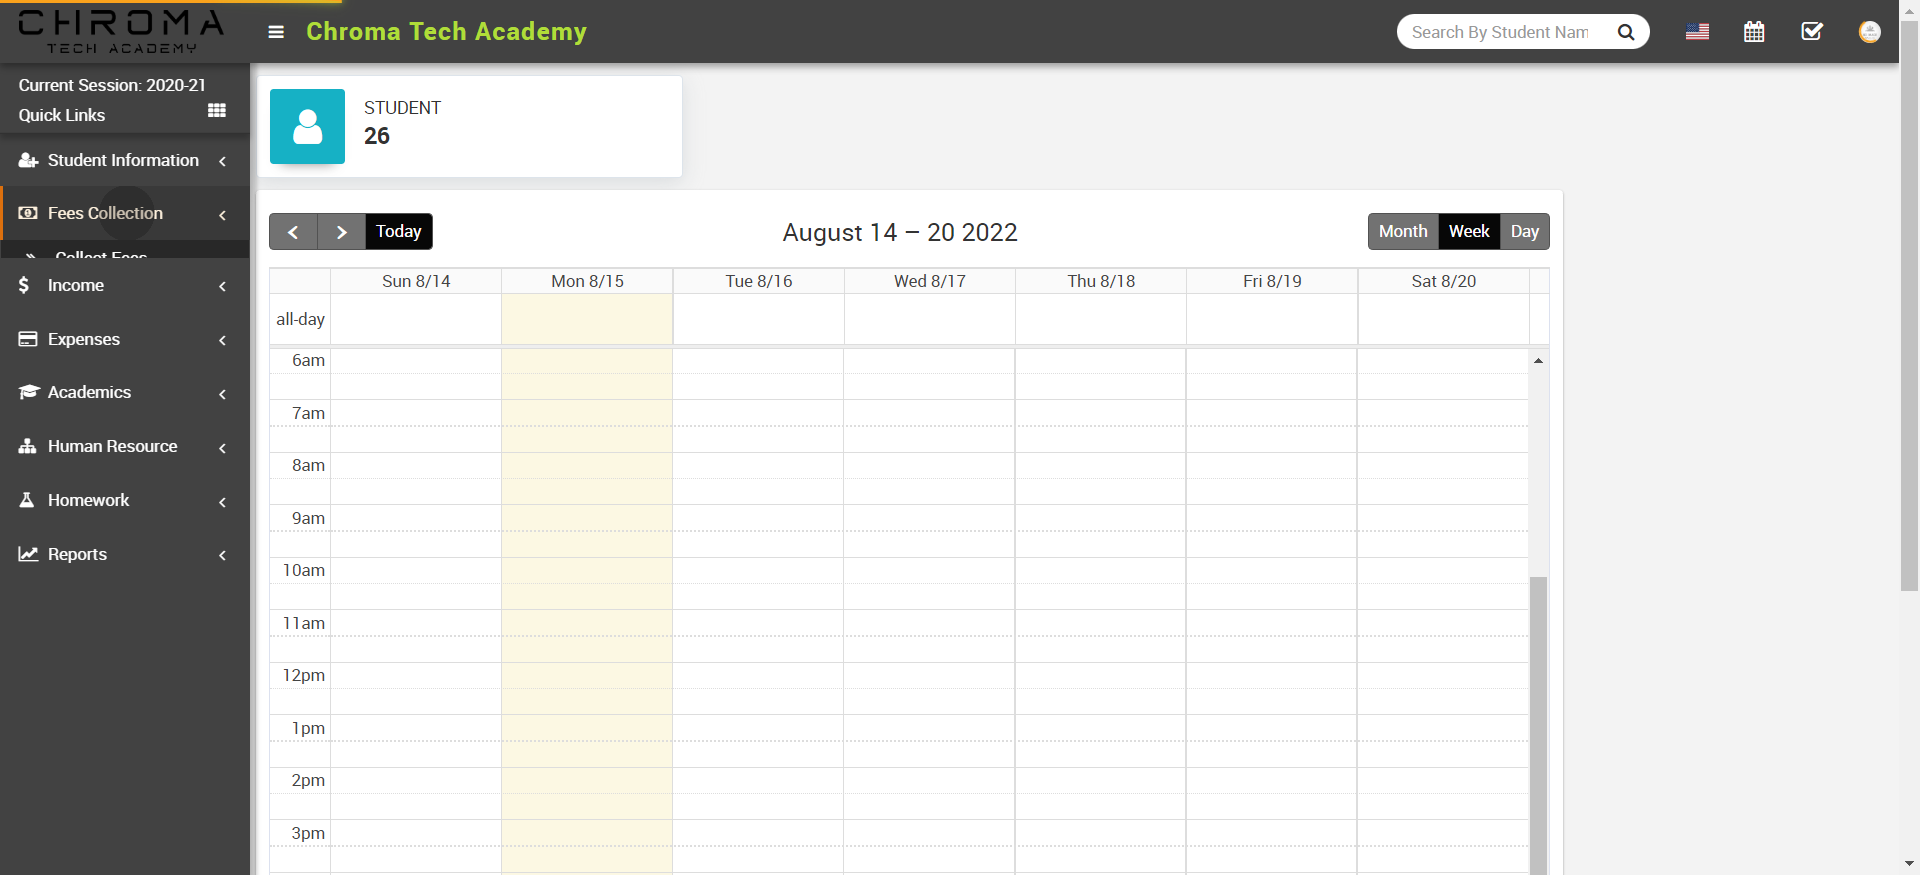 CHROMA
TECH ACADEMY
Chroma Tech Academy
Search By Student Nam
Current Session: 2020-21
Quick Links
Student Information
Fees Collection
Collect Fees
Income
Expenses
Academics
Human Resource
Homework
Reports
STUDENT
26
Today
August 14 – 20 2022
Month Week Day
Sun 8/14 Mon 8/15 Tue 8/16 Wed 8/17 Thu 8/18 Fri 8/19 Sat 8/20
all-day
6am
7am
8am
9am
10am
11am
12pm
1pm
2pm
3pm